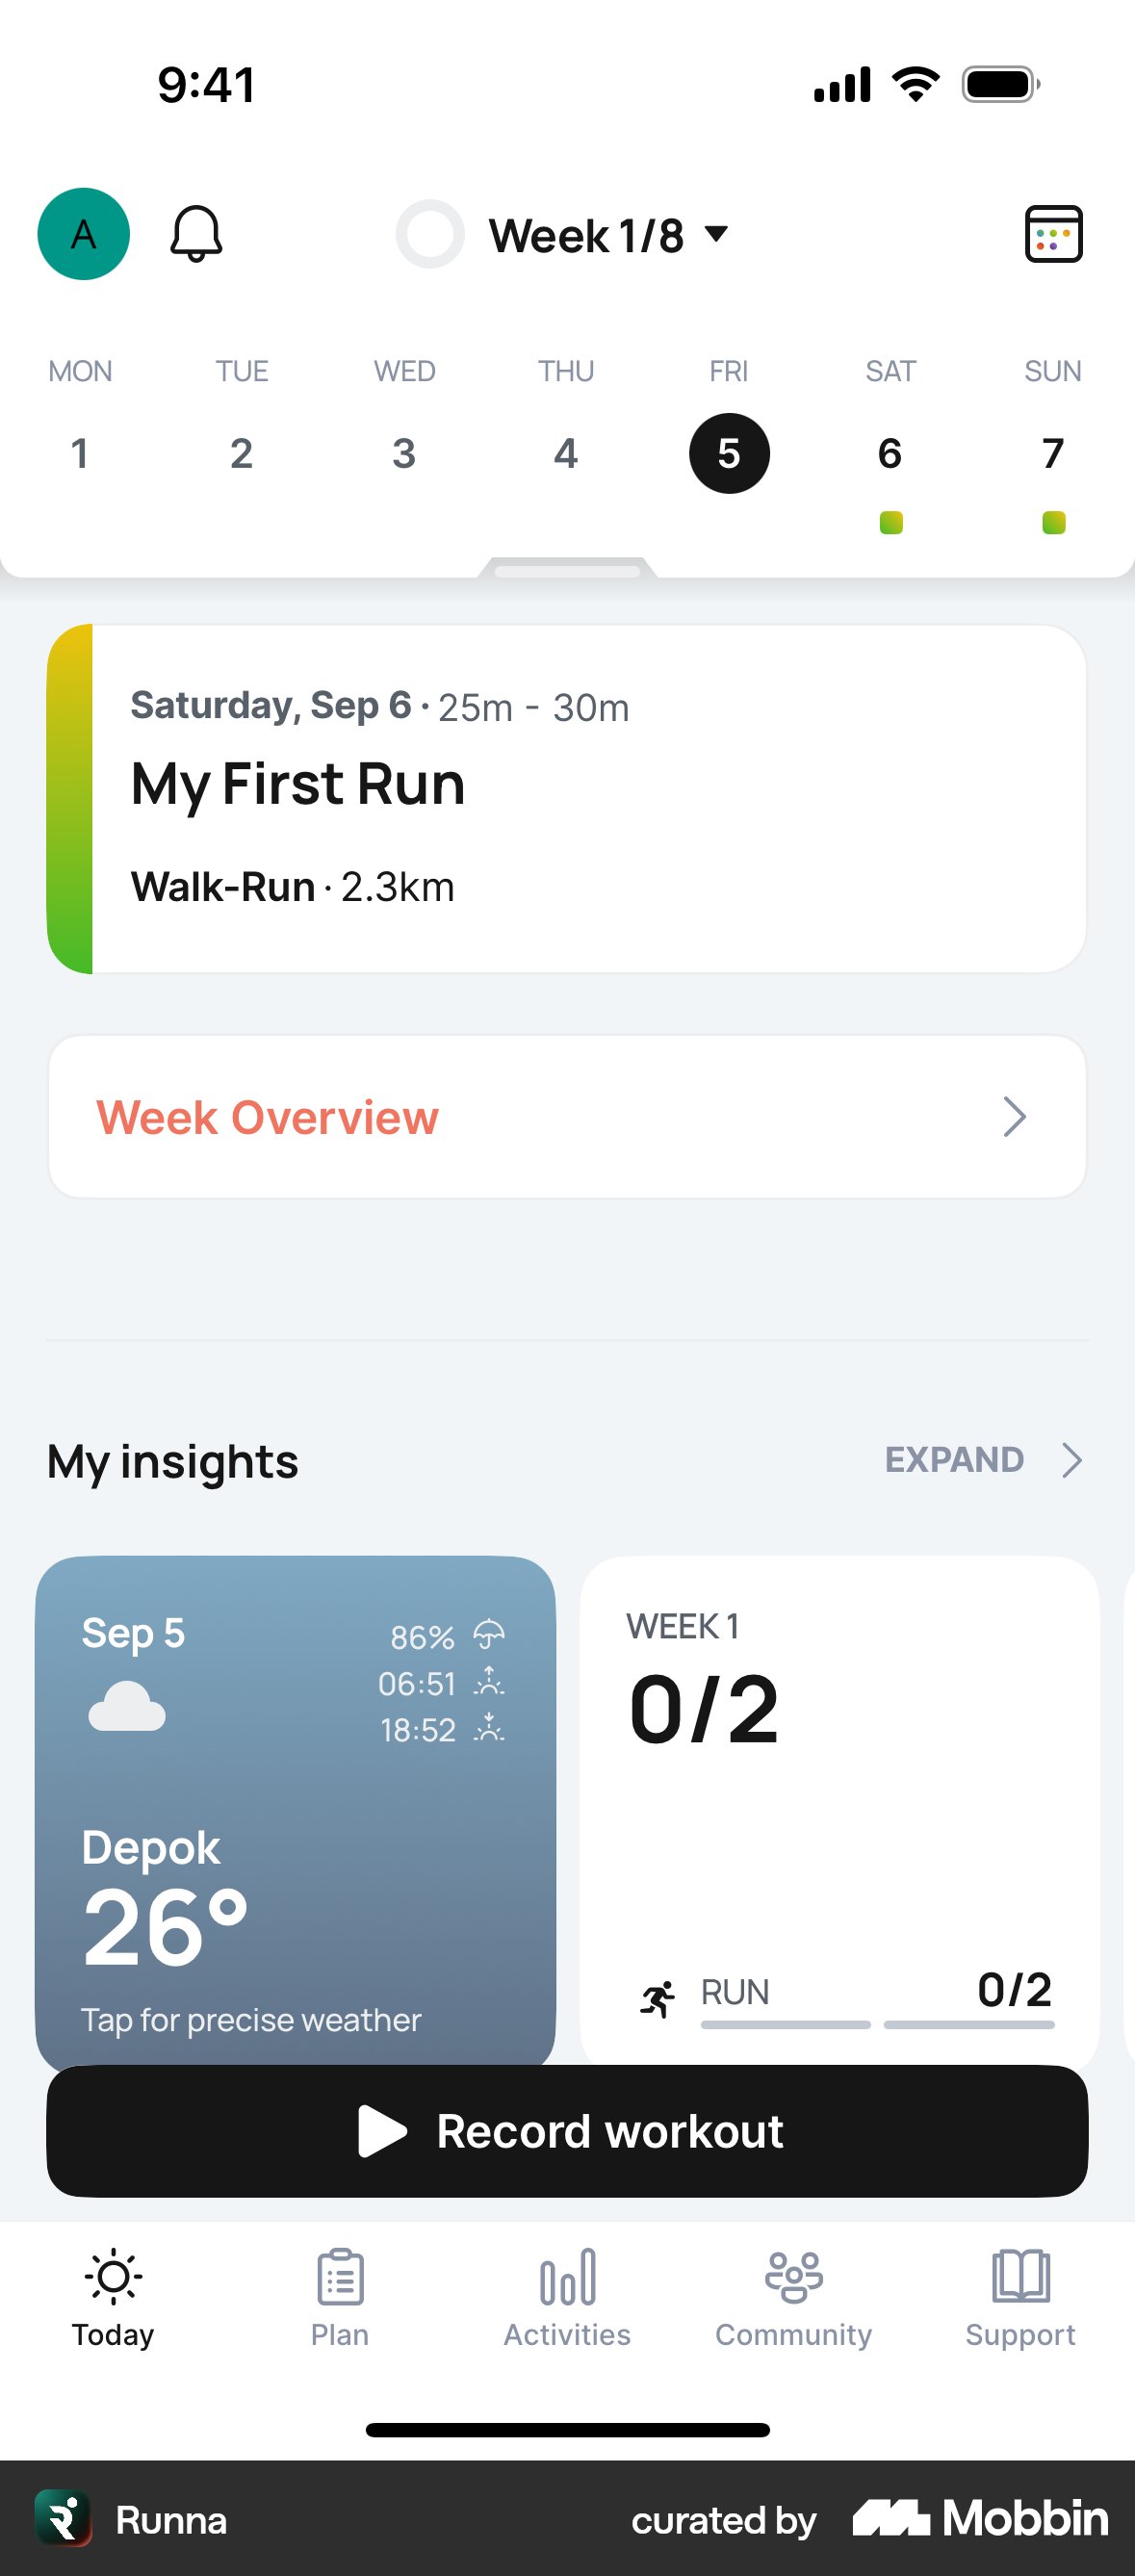 9:41
A
Week 1/8
MON TUE WED THU FRI SAT SUN
1 2 3 4 5 6 7
Saturday, Sep 6 · 25m - 30m
My First Run
Walk-Run · 2.3km
Week Overview
My insights
EXPAND
Sep 5
86%
06:51
18:52
Depok
26°
Tap for precise weather
WEEK 1
0/2
RUN 0/2
Record workout
Today Plan Activities Community Support
Runna
curated by Mobbin